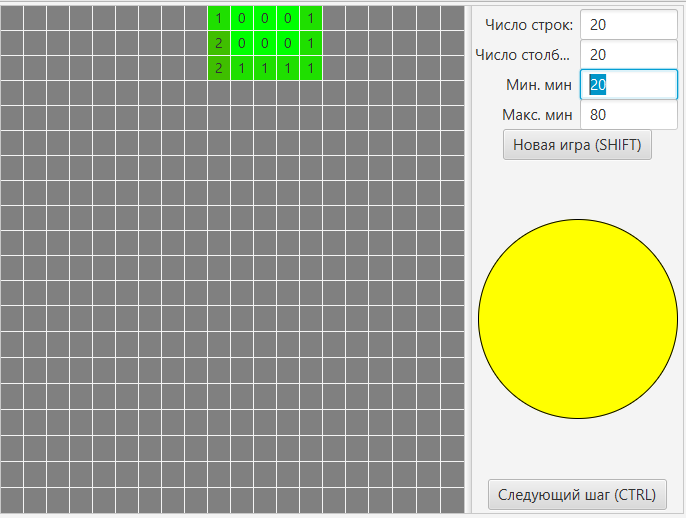 1 0 0 0 1
2 0 0 0 1
2 1 1 1 1
Число строк: 20
Число столб... 20
Мин. мин 20
Макс. мин 80
Новая игра (SHIFT)
Следующий шаг (CTRL)